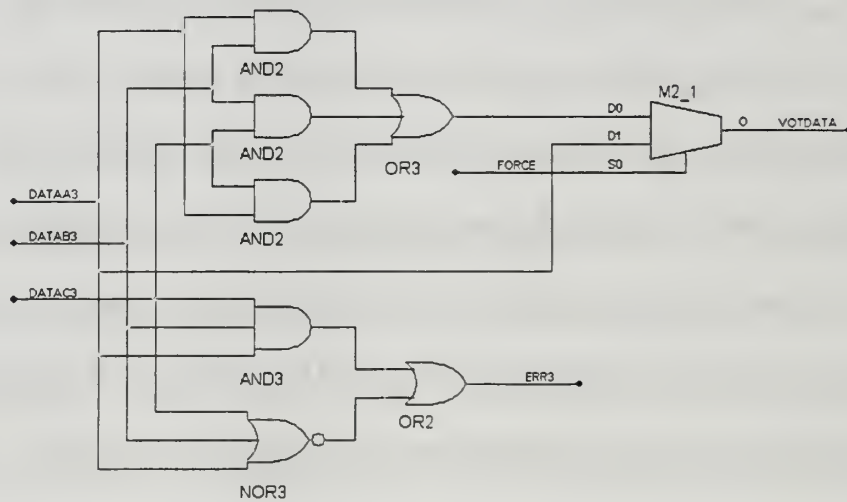 AND2
M2_1
D0
O
VOTDATA
AND2
D1
OR3
FORCE
S0
DATAA3
AND2
DATAB3
DATAC3
AND3
ERR3
OR2
NOR3